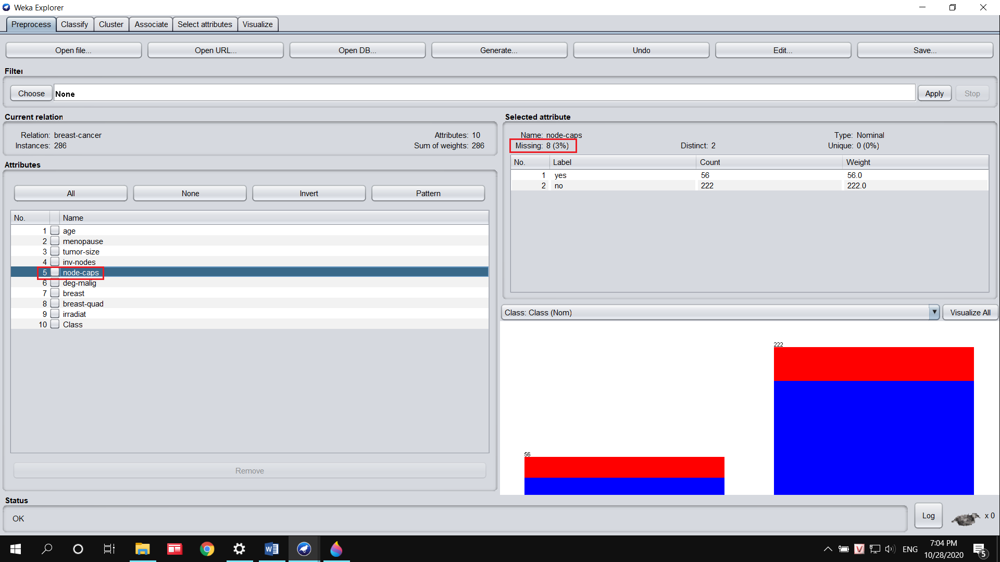 Weka Explorer
Preprocess Classify Cluster Associate Select attributes Visualize
Open file... Open URL... Open DB... Generate... Undo Edit... Save...
Filter
Choose None Apply Stop
Current relation
Relation: breast-cancer Attributes: 10
Instances: 286 Sum of weights: 286
Attributes
All None Invert Pattern
No. Name
1 age
2 menopause
3 tumor-size
4 inv-nodes
5 node-caps
6 deg-malig
7 breast
8 breast-quad
9 irradiat
10 Class
Remove
Selected attribute
Name: node-caps Type: Nominal
Missing: 8 (3%) Distinct: 2 Unique: 0 (0%)
No. Label Count Weight
1 yes 56 56.0
2 no 222 222.0
Class: Class (Nom) Visualize All
222
56
Status
OK
Log x 0
ENG 7:04 PM
10/28/2020 5